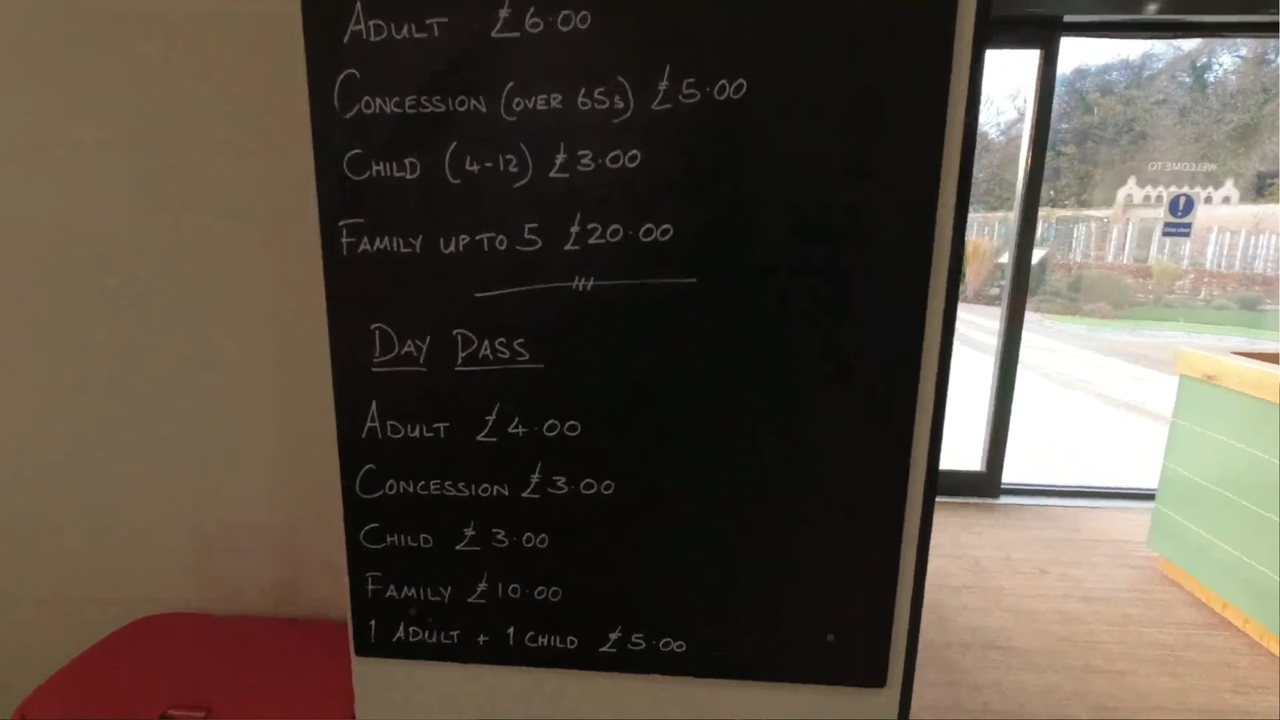 ADULT £6.00
CONCESSION (OVER 65s) £5.00
CHILD (4-12) £3.00
FAMILY UP TO 5 £20.00
DAY PASS
ADULT £4.00
CONCESSION £3.00
CHILD £3.00
FAMILY £10.00
1 ADULT + 1 CHILD £5.00
WELCOME TO